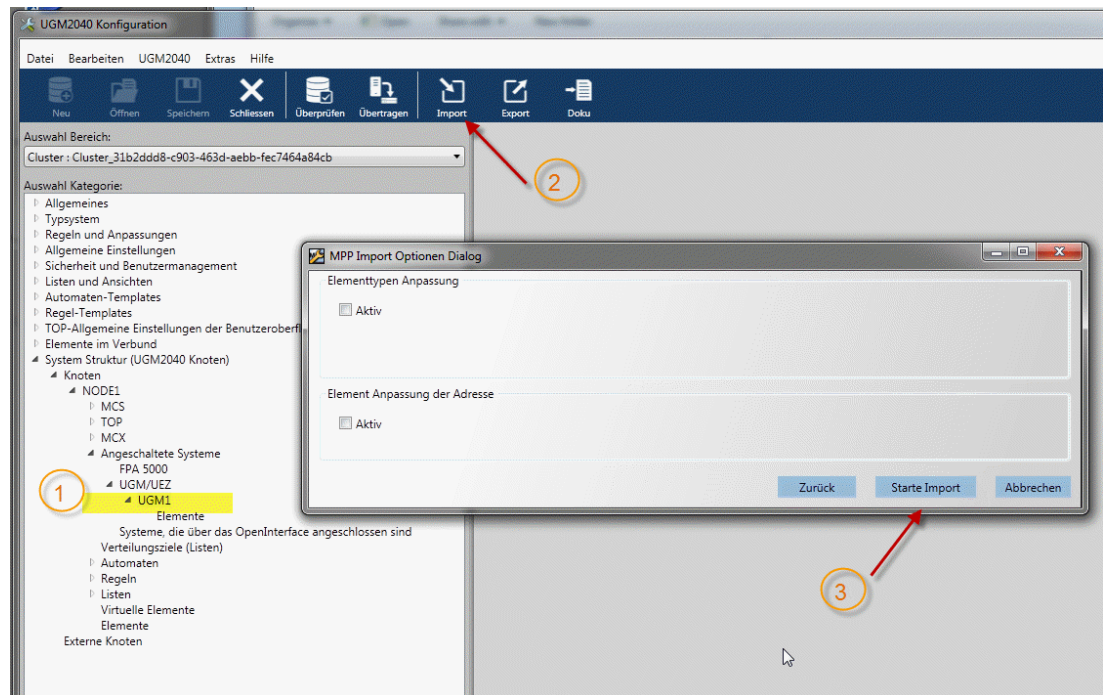 UGM2040 Konfiguration
Datei Bearbeiten UGM2040 Extras Hilfe
Neu Öffnen Speichern Schliessen Überprüfen Übertragen Import Export Doku
Auswahl Bereich:
Cluster : Cluster_31b2ddd8-c903-463d-aebb-fec7464a84cb
2
Auswahl Kategorie:
Allgemeines
Typsystem
Regeln und Anpassungen
Allgemeine Einstellungen
Sicherheit und Benutzermanagement
Listen und Ansichten
Automaten-Templates
Regel-Templates
TOP-Allgemeine Einstellungen der Benutzeroberfl
Elemente im Verbund
System Struktur (UGM2040 Knoten)
Knoten
NODE1
MCS
TOP
MCX
Angeschaltete Systeme
FPA 5000
UGM/UEZ
1
UGM1
Elemente
Systeme, die über das OpenInterface angeschlossen sind
Verteilungsziele (Listen)
Automaten
Regeln
Listen
Virtuelle Elemente
Elemente
Externe Knoten
MPP Import Optionen Dialog
Elementtypen Anpassung
Aktiv
Element Anpassung der Adresse
Aktiv
Zurück Starte Import Abbrechen
3